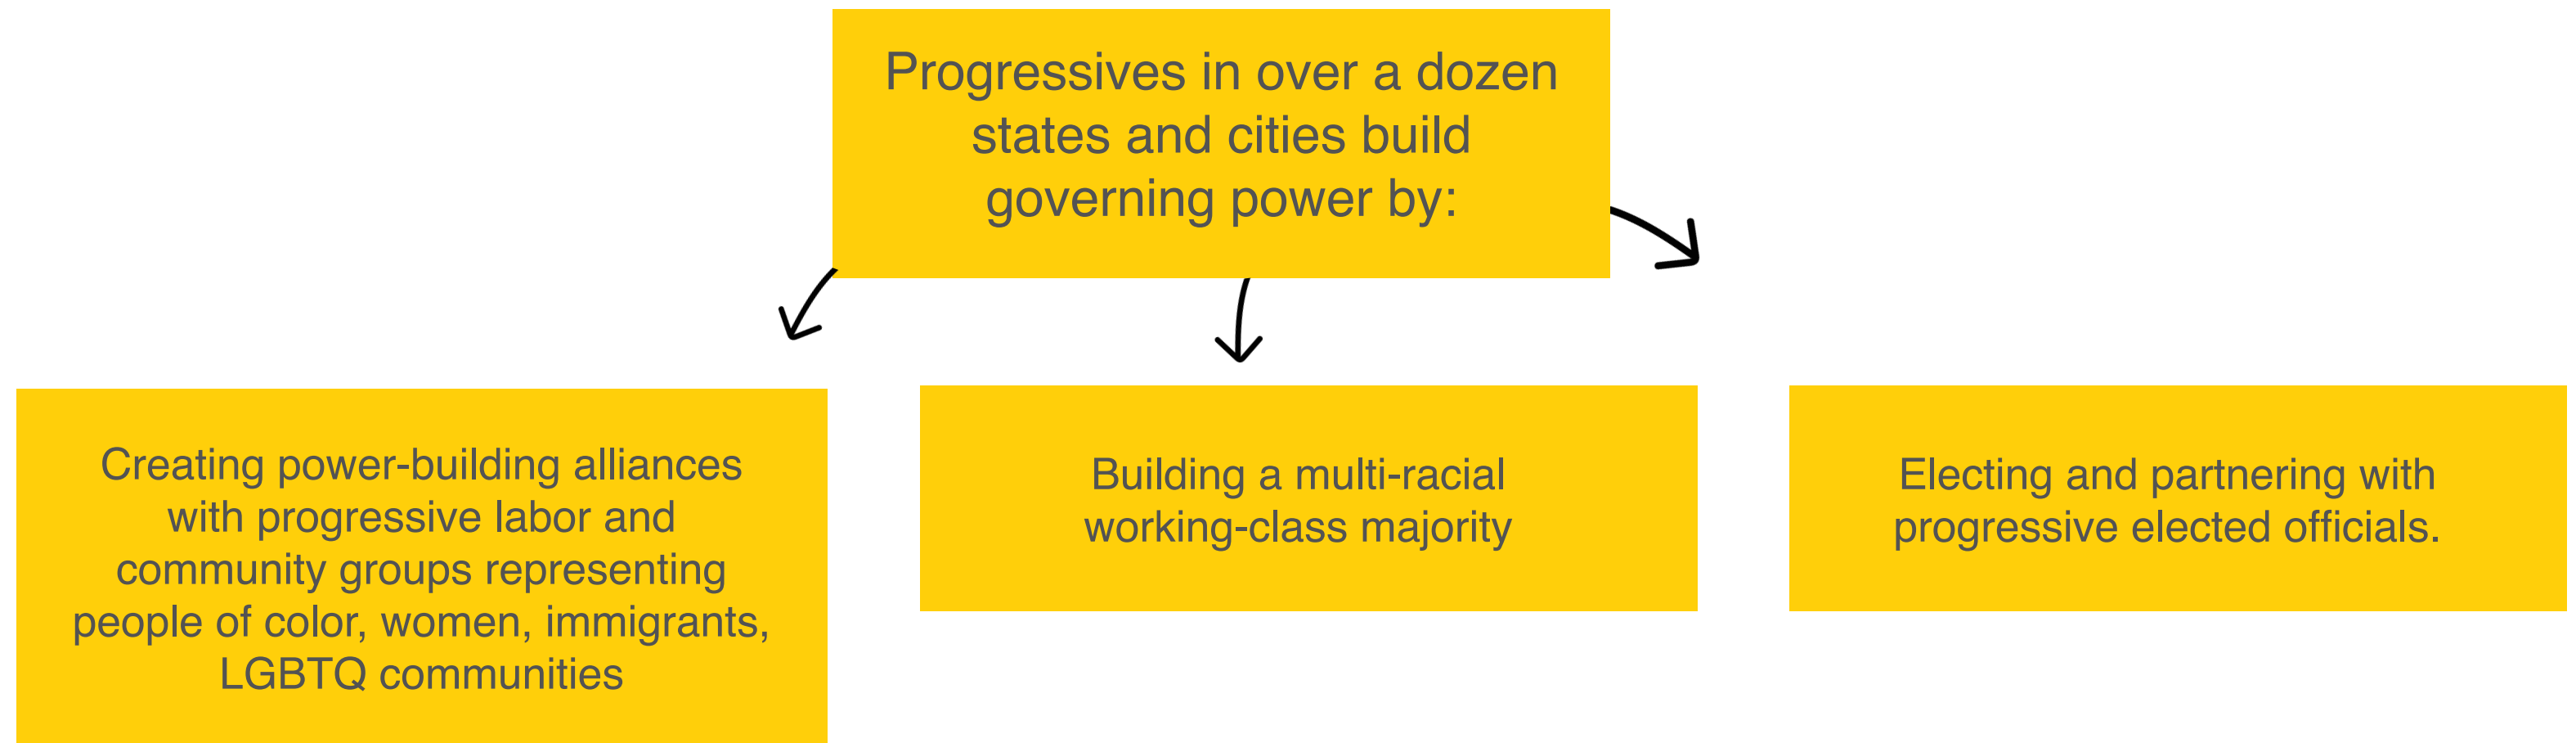 Progressives in over a dozen
states and cities build
governing power by:
Creating power-building alliances
with progressive labor and
community groups representing
people of color, women, immigrants,
LGBTQ communities
Building a multi-racial
working-class majority
Electing and partnering with
progressive elected officials.